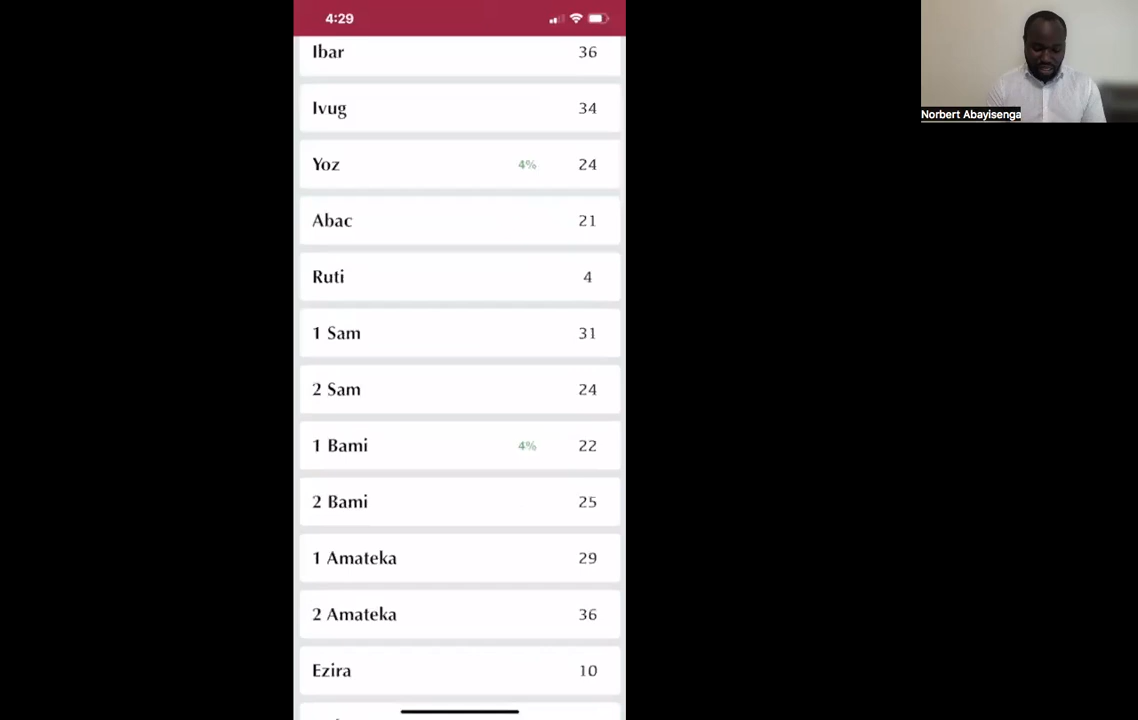 4:29
Ibar 36
Ivug 34
Yoz 4% 24
Abac 21
Ruti 4
1 Sam 31
2 Sam 24
1 Bami 4% 22
2 Bami 25
1 Amateka 29
2 Amateka 36
Ezira 10
Norbert Abayisenga